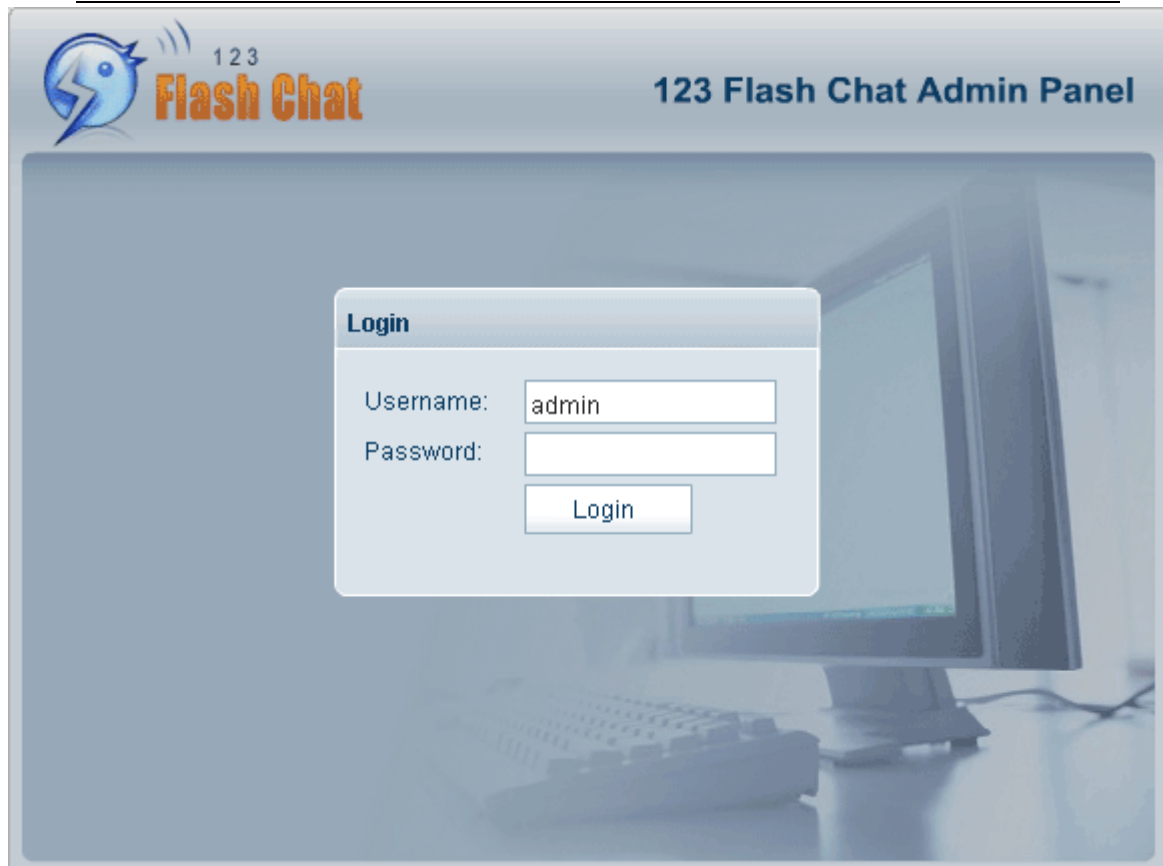 123
Flash Chat
123 Flash Chat Admin Panel
Login
Username: admin
Password:
Login